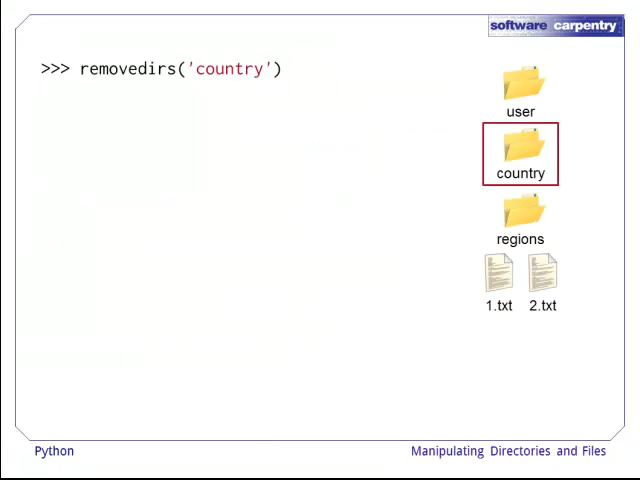 software carpentry
>>> removedirs('country')
user
country
regions
1.txt 2.txt
Python Manipulating Directories and Files